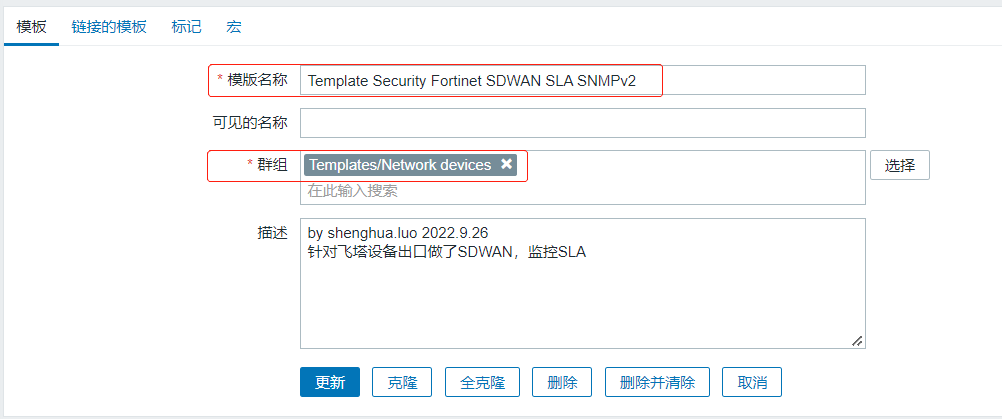 模板 链接的模板 标记 宏
* 模版名称 Template Security Fortinet SDWAN SLA SNMPv2
可见的名称
* 群组 Templates/Network devices ✖ 选择
在此输入搜索
描述 by shenghua.luo 2022.9.26
针对飞塔设备出口做了SDWAN，监控SLA
更新 克隆 全克隆 删除 删除并清除 取消